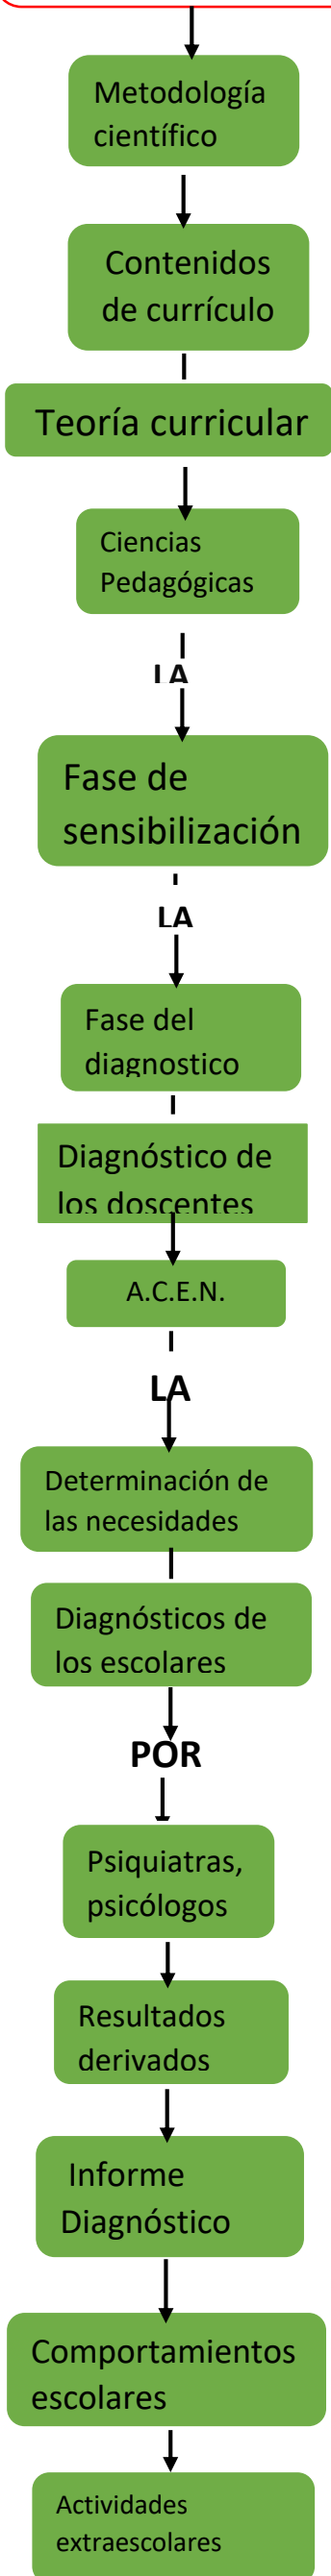 Metodología
científico
Contenidos
de currículo
Teoría curricular
Ciencias
Pedagógicas
LA
Fase de
sensibilización
LA
Fase del
diagnostico
Diagnóstico de
los doscentes
A.C.E.N.
LA
Determinación de
las necesidades
Diagnósticos de
los escolares
POR
Psiquiatras,
psicólogos
Resultados
derivados
Informe
Diagnóstico
Comportamientos
escolares
Actividades
extraescolares